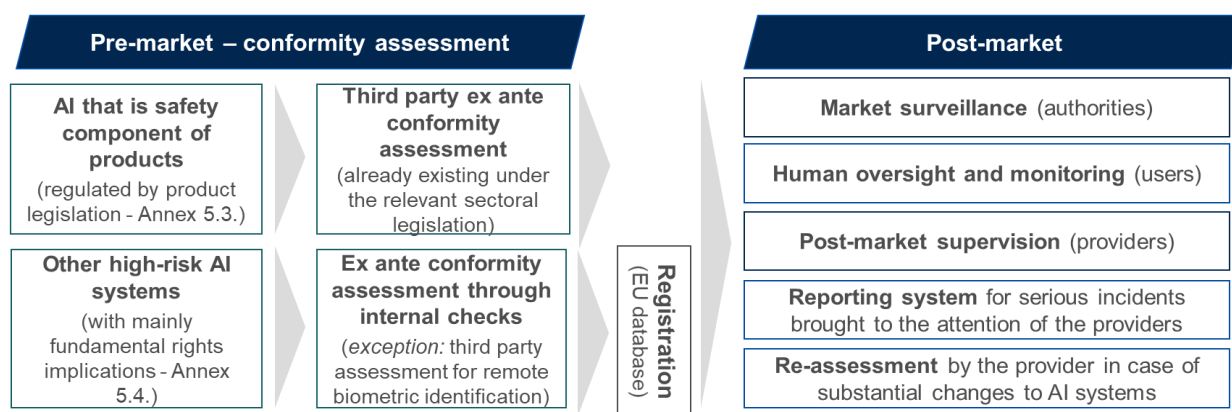 Pre-market – conformity assessment
AI that is safety
component of
products
(regulated by product
legislation - Annex 5.3.)
Third party ex ante
conformity
assessment
(already existing under
the relevant sectoral
legislation)
Other high-risk AI
systems
(with mainly
fundamental rights
implications - Annex
5.4.)
Ex ante conformity
assessment through
internal checks
(exception: third party
assessment for remote
biometric identification)
Registration
(EU database)
Post-market
Market surveillance (authorities)
Human oversight and monitoring (users)
Post-market supervision (providers)
Reporting system for serious incidents
brought to the attention of the providers
Re-assessment by the provider in case of
substantial changes to AI systems